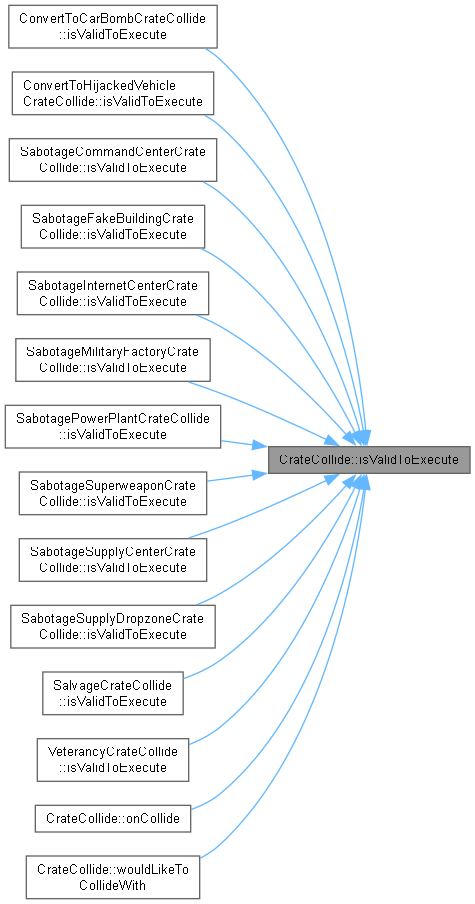 ConvertToCarBombCrateCollide
::isValidToExecute
ConvertToHijackedVehicle
CrateCollide::isValidToExecute
SabotageCommandCenterCrate
Collide::isValidToExecute
SabotageFakeBuildingCrate
Collide::isValidToExecute
SabotageInternetCenterCrate
Collide::isValidToExecute
SabotageMilitaryFactoryCrate
Collide::isValidToExecute
SabotagePowerPlantCrateCollide
::isValidToExecute
CrateCollide::isValidToExecute
SabotageSuperweaponCrate
Collide::isValidToExecute
SabotageSupplyCenterCrate
Collide::isValidToExecute
SabotageSupplyDropzoneCrate
Collide::isValidToExecute
SalvageCrateCollide
::isValidToExecute
VeterancyCrateCollide
::isValidToExecute
CrateCollide::onCollide
CrateCollide::wouldLikeTo
CollideWith